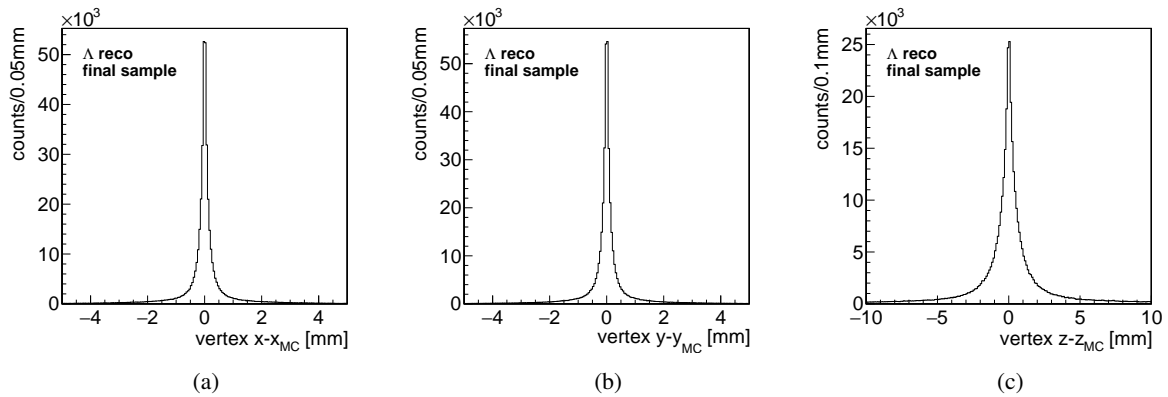 ×10³
counts/0.05mm
Λ reco
final sample
50
40
30
20
10
0
−4 −2 0 2 4
vertex x-x_MC [mm]
(a)
×10³
counts/0.05mm
Λ reco
final sample
50
40
30
20
10
0
−4 −2 0 2 4
vertex y-y_MC [mm]
(b)
×10³
counts/0.1mm
Λ reco
final sample
25
20
15
10
5
0
−10 −5 0 5 10
vertex z-z_MC [mm]
(c)